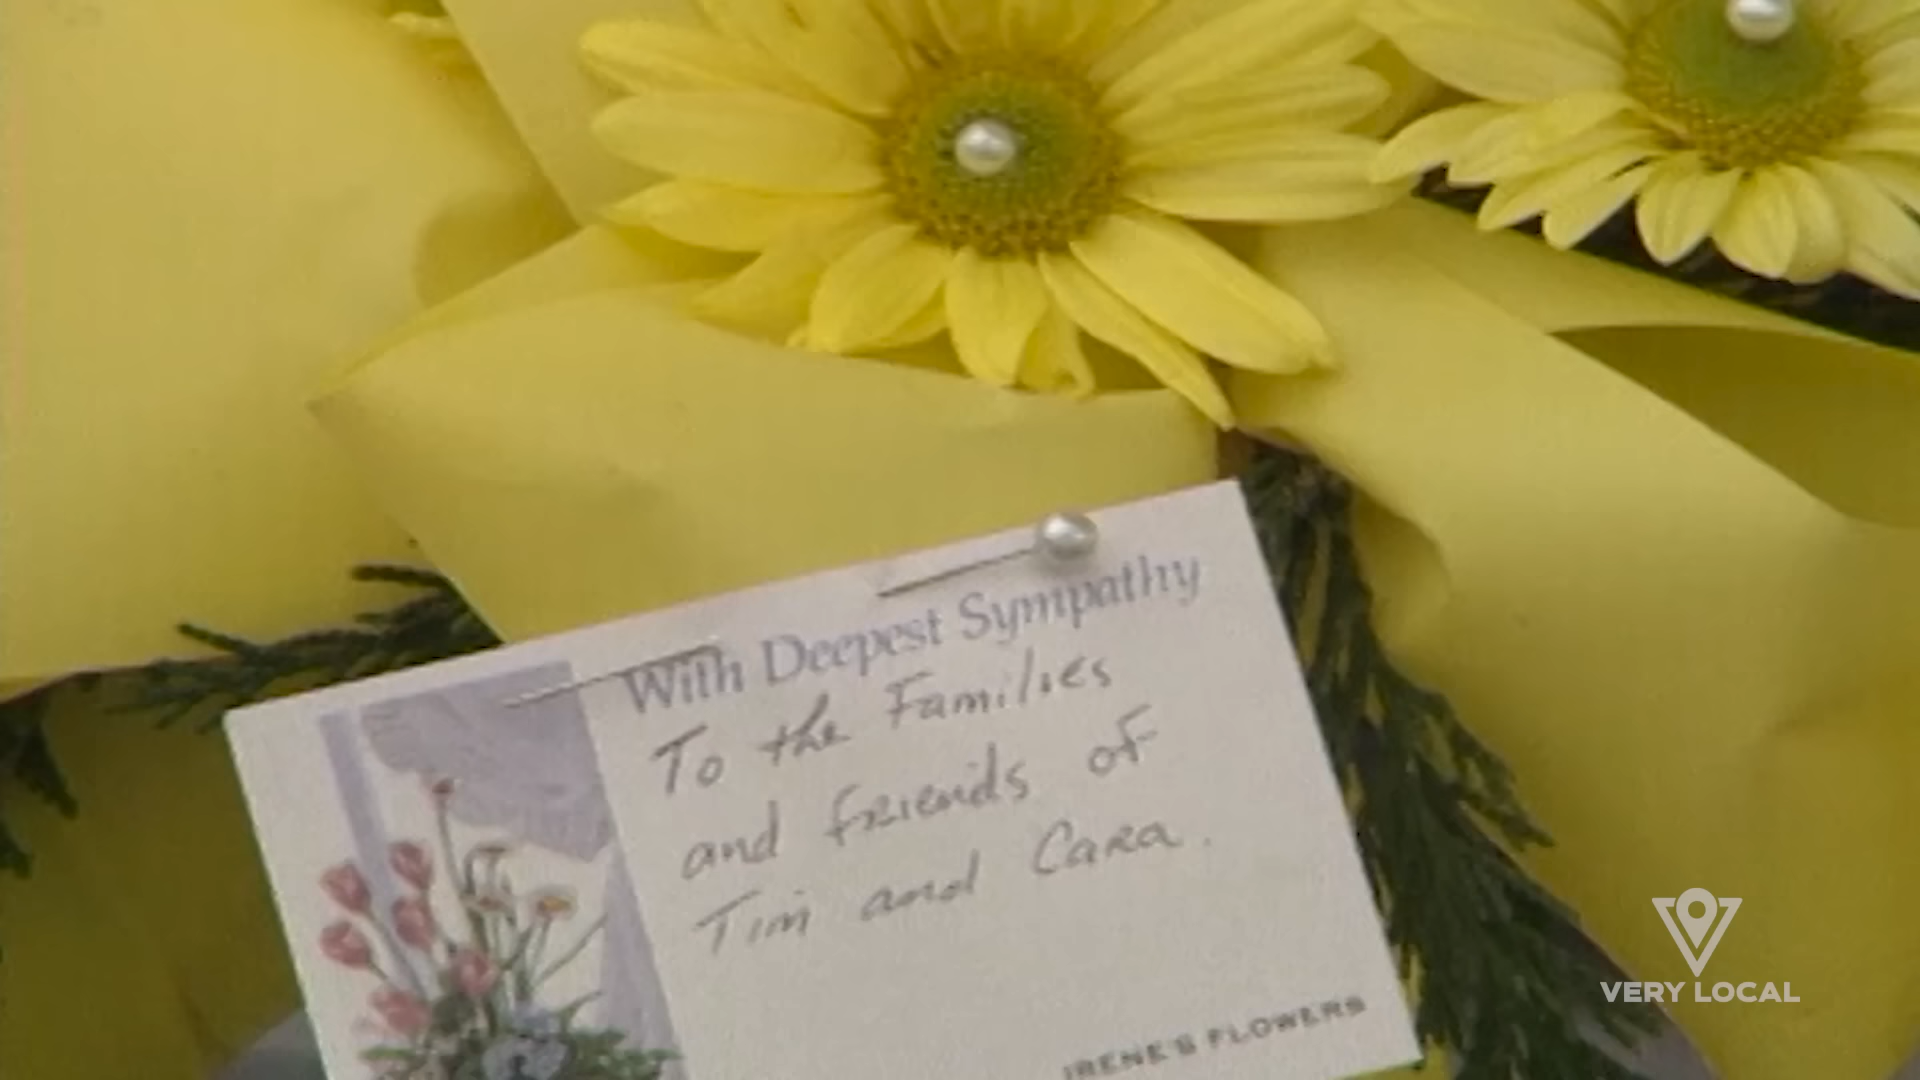 With Deepest Sympathy
To the Families
and friends of
Tim and Cara.
IRENE'S FLOWERS
VERY LOCAL